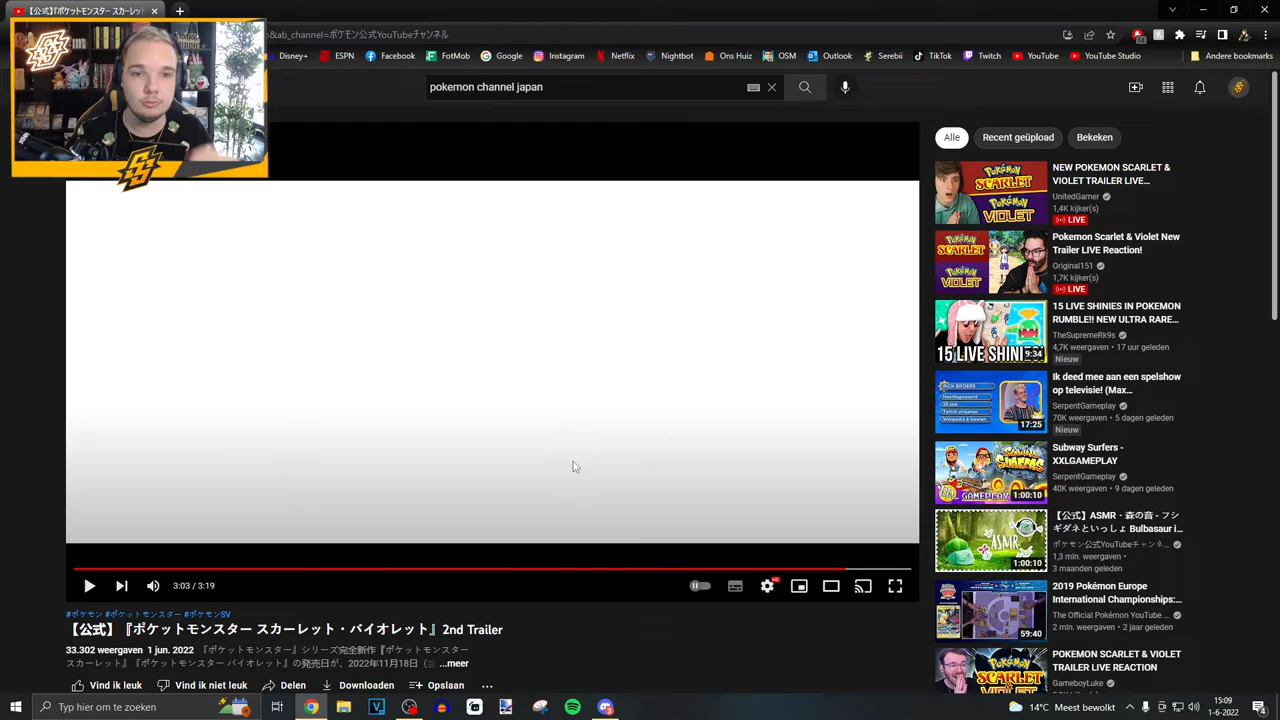 【公式】『ポケットモンスター スカーレ
o&ab_channel=ポケモン公式YouTubeチャンネル
Disney+ ESPN Facebook FotMob Google Instagram Netflix Nightbot Ons Huiz OSM Outlook Serebii TikTok Twitch YouTube YouTube Studio Andere bookmarks
pokemon channel japan
Alle Recent geüpload Bekeken
NEW POKEMON SCARLET &
VIOLET TRAILER LIVE...
UnitedGamer
1,4K kijker(s)
LIVE
POKÉMON
SCARLET
POKÉMON
VIOLET
Pokemon Scarlet & Violet New
Trailer LIVE Reaction!
Original151
1,7K kijker(s)
LIVE
SCARLET
VIOLET
15 LIVE SHINIES IN POKEMON
RUMBLE!! NEW ULTRA RARE...
TheSupremeRk9s
4,7K weergaven • 17 uur geleden
Nieuw
15 LIVE SHINIES
9:34
Ik deed mee aan een spelshow
op televisie! (Max...
SerpentGameplay
70K weergaven • 5 dagen geleden
Nieuw
17:25
Subway Surfers -
XXLGAMEPLAY
SerpentGameplay
40K weergaven • 9 dagen geleden
GAMEPLAY
1:00:10
【公式】ASMR - 森の音 - フシ
ギダネといっしょ Bulbasaur i...
ポケモン公式YouTubeチャンネ...
1,3 mln. weergaven •
3 maanden geleden
ASMR
1:00:10
2019 Pokémon Europe
International Championships:...
The Official Pokémon YouTube ...
2 mln. weergaven • 2 jaar geleden
59:40
POKEMON SCARLET & VIOLET
TRAILER LIVE REACTION
GameboyLuke
SCARLET
3:03 / 3:19
HD
#ポケモン #ポケットモンスター #ポケモンSV
【公式】『ポケットモンスター スカーレット・バイオレット』2nd Trailer
33.302 weergaven 1 jun. 2022 『ポケットモンスター』シリーズ完全新作『ポケットモンスター
スカーレット』『ポケットモンスター バイオレット』の発売日が、2022年11月18日（金 ...meer
Vind ik leuk Vind ik niet leuk Delen Downloaden Opslaan
Typ hier om te zoeken
14°C Meest bewolkt
15:09
1-6-2022